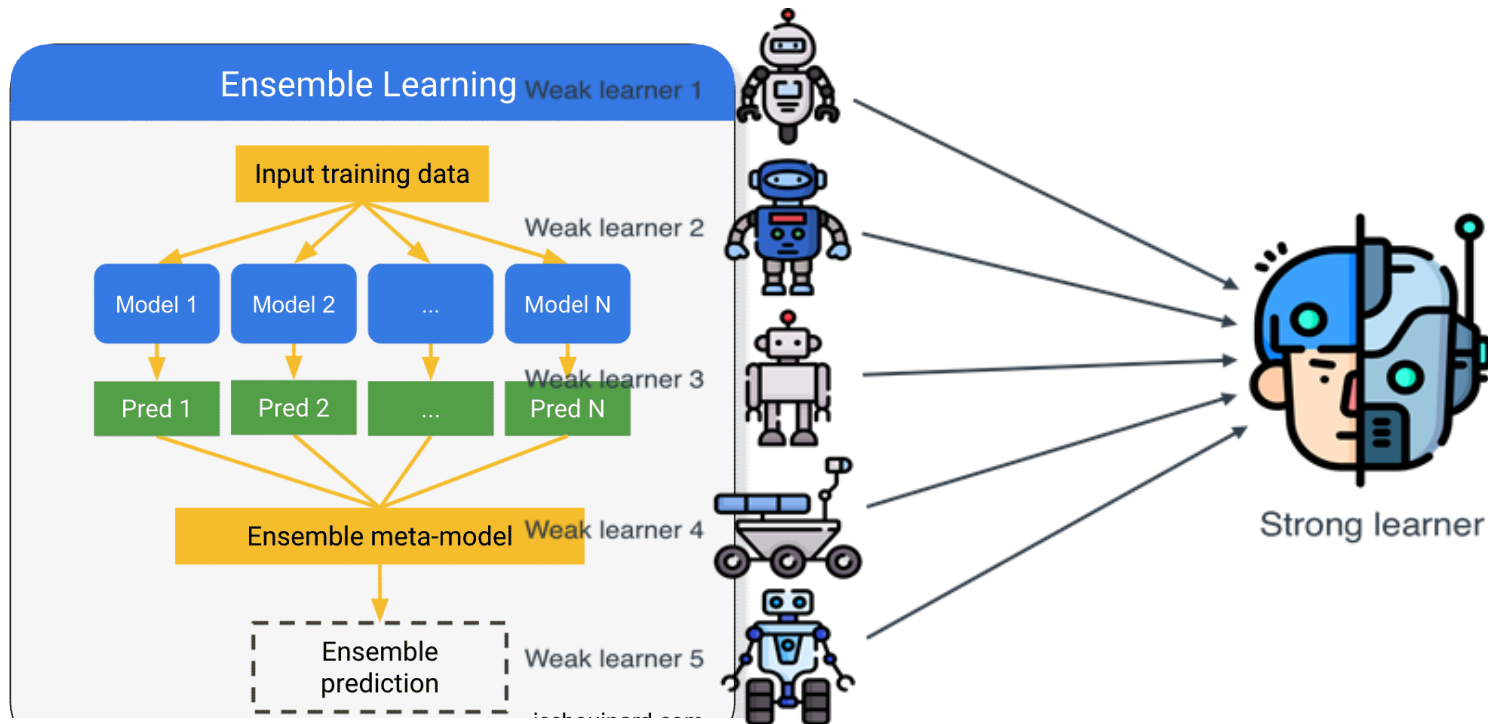 Ensemble Learning
Weak learner 1
Input training data
Weak learner 2
Model 1
Model 2
...
Model N
Weak learner 3
Pred 1
Pred 2
...
Pred N
Ensemble meta-model
Weak learner 4
Strong learner
Ensemble
prediction
Weak learner 5